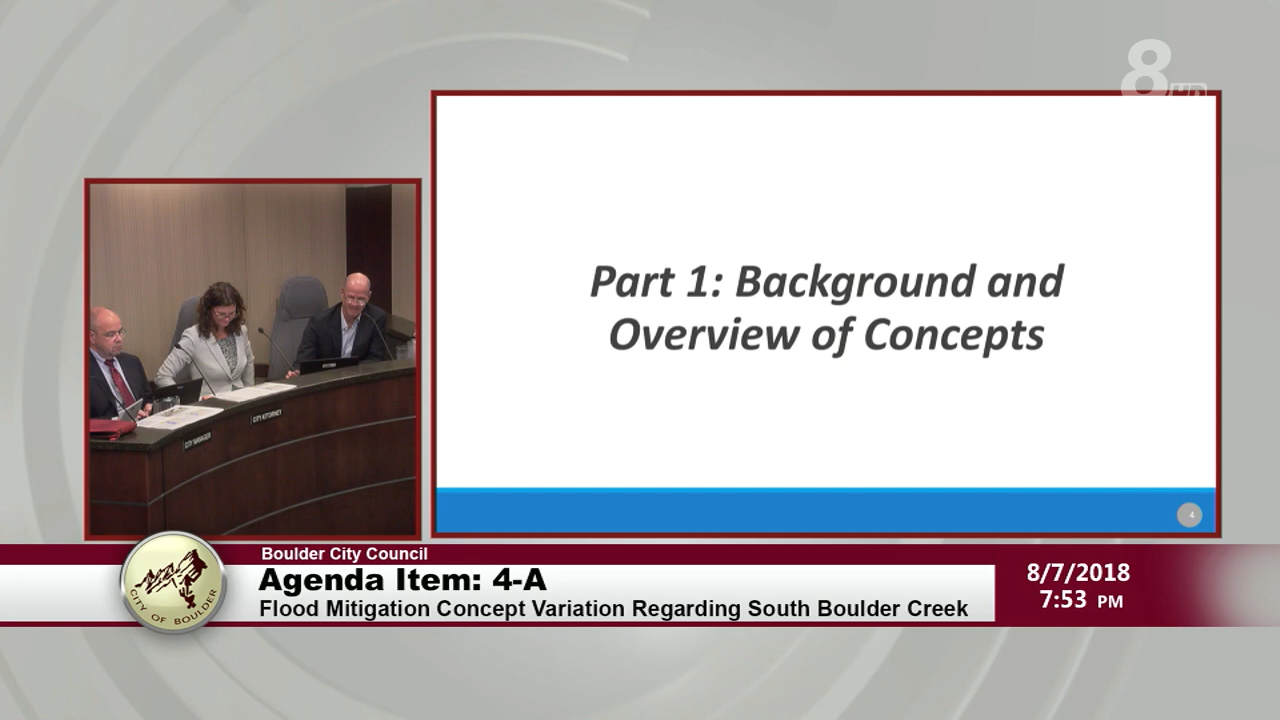 8
HD
Part 1: Background and
Overview of Concepts
4
CITY MANAGER
CITY ATTORNEY
Boulder City Council
Agenda Item: 4-A
Flood Mitigation Concept Variation Regarding South Boulder Creek
8/7/2018
7:53 PM
CITY OF BOULDER